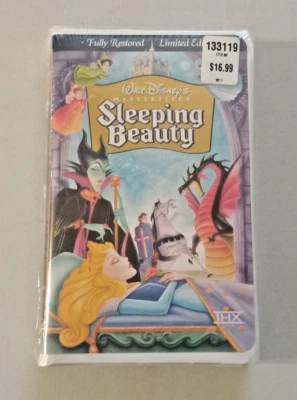 Fully Restored Limited Edi
133119
ITEM
$16.99
WALT DISNEY'S
MASTERPIECE
Sleeping
Beauty
THX